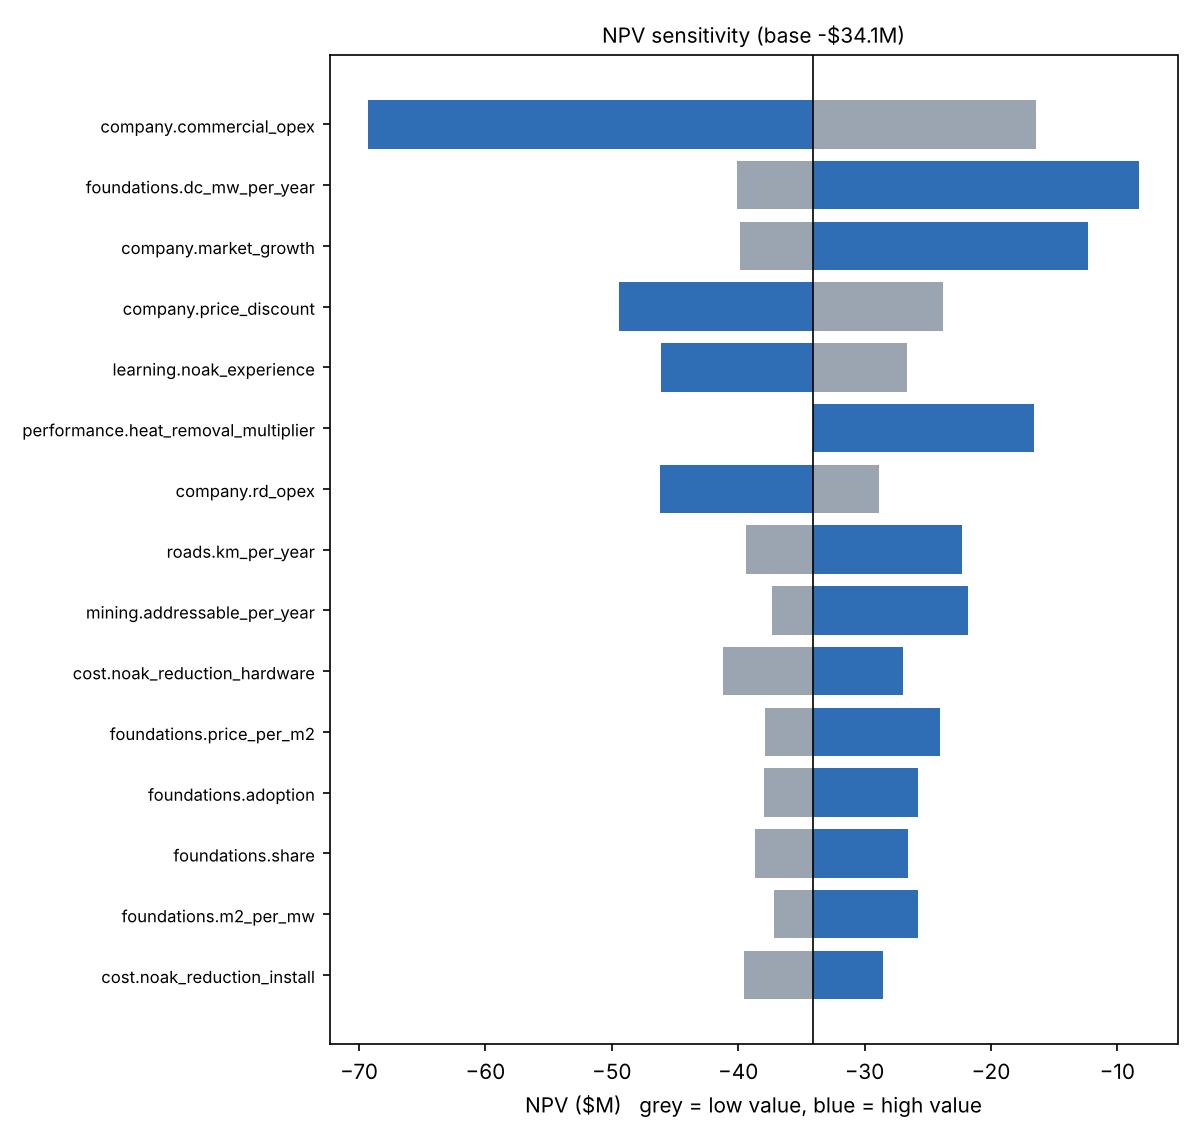 NPV sensitivity (base -$34.1M)
company.commercial_opex
foundations.dc_mw_per_year
company.market_growth
company.price_discount
learning.noak_experience
performance.heat_removal_multiplier
company.rd_opex
roads.km_per_year
mining.addressable_per_year
cost.noak_reduction_hardware
foundations.price_per_m2
foundations.adoption
foundations.share
foundations.m2_per_mw
cost.noak_reduction_install
−70 −60 −50 −40 −30 −20 −10
NPV ($M) grey = low value, blue = high value